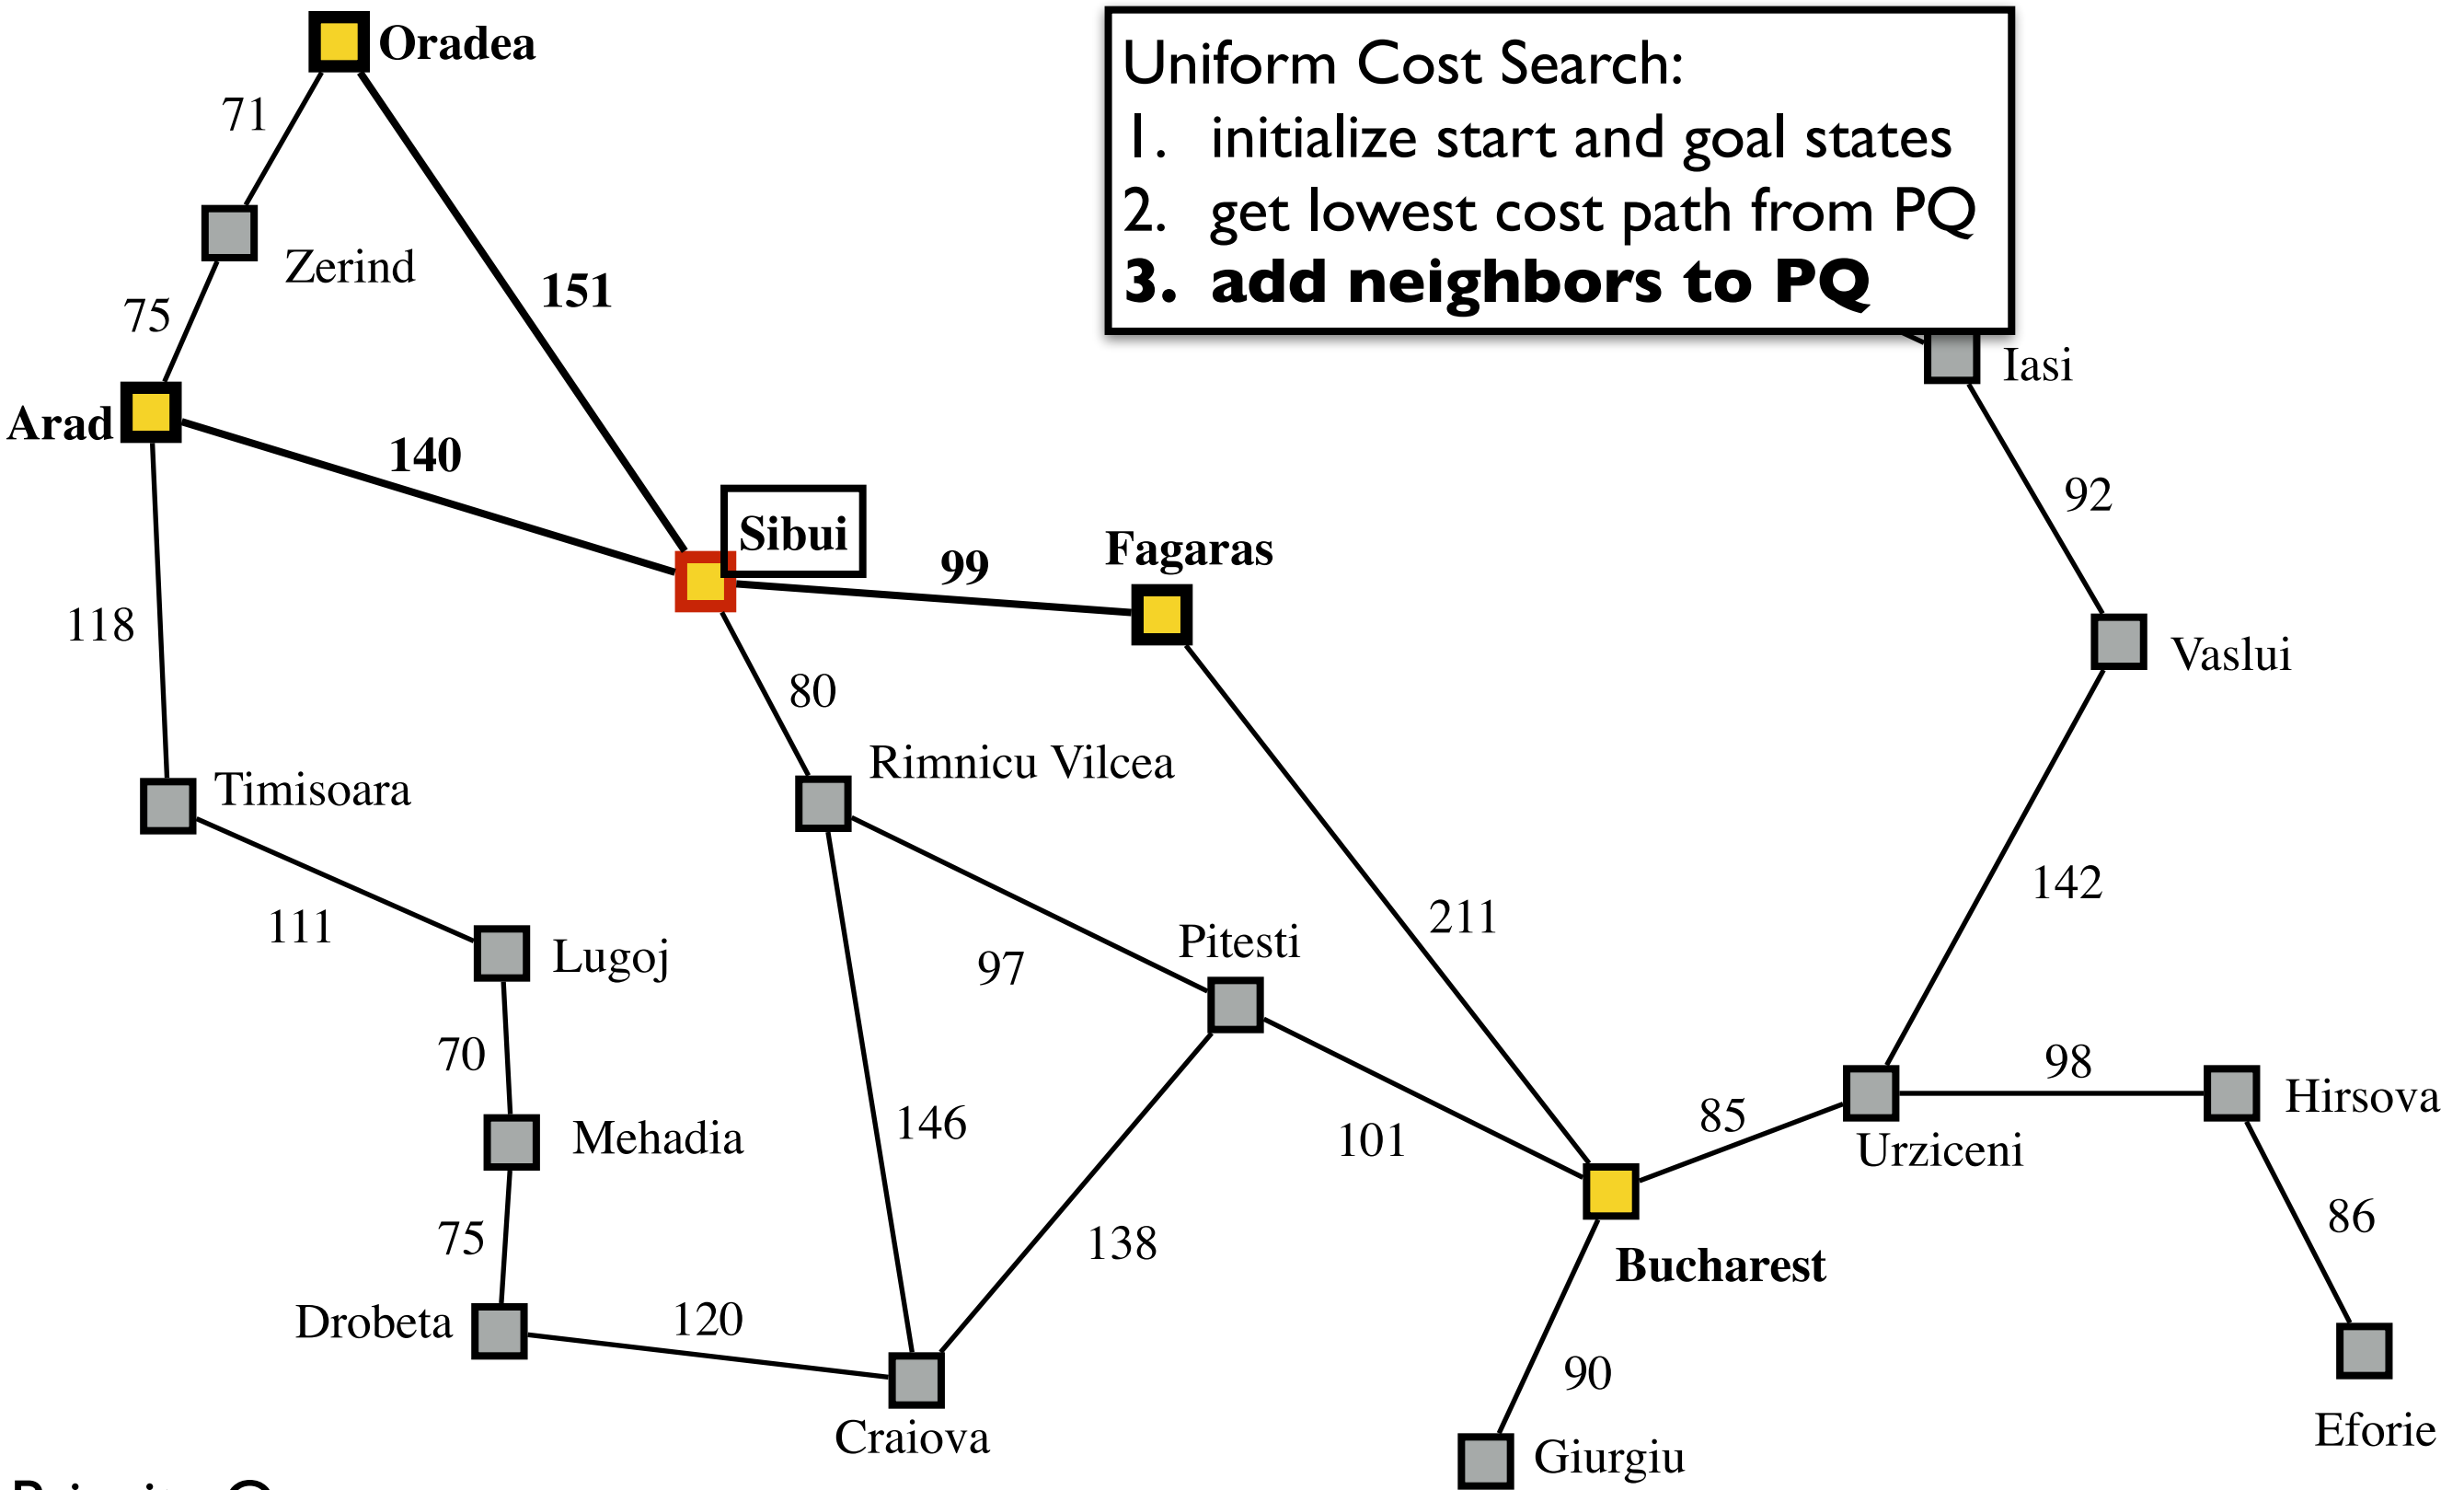 Oradea
Uniform Cost Search:
1. initialize start and goal states
2. get lowest cost path from PQ
3. add neighbors to PQ
71
Zerind
151
75
Iasi
Arad
140
92
Sibui
Fagaras
99
118
Vaslui
80
Rimnicu Vilcea
Timisoara
142
211
111
Pitesti
Lugoj
97
70
98
Hirsova
Mehadia
146
85
101
Urziceni
75
138
86
Bucharest
Drobeta
120
90
Craiova
Eforie
Giurgiu